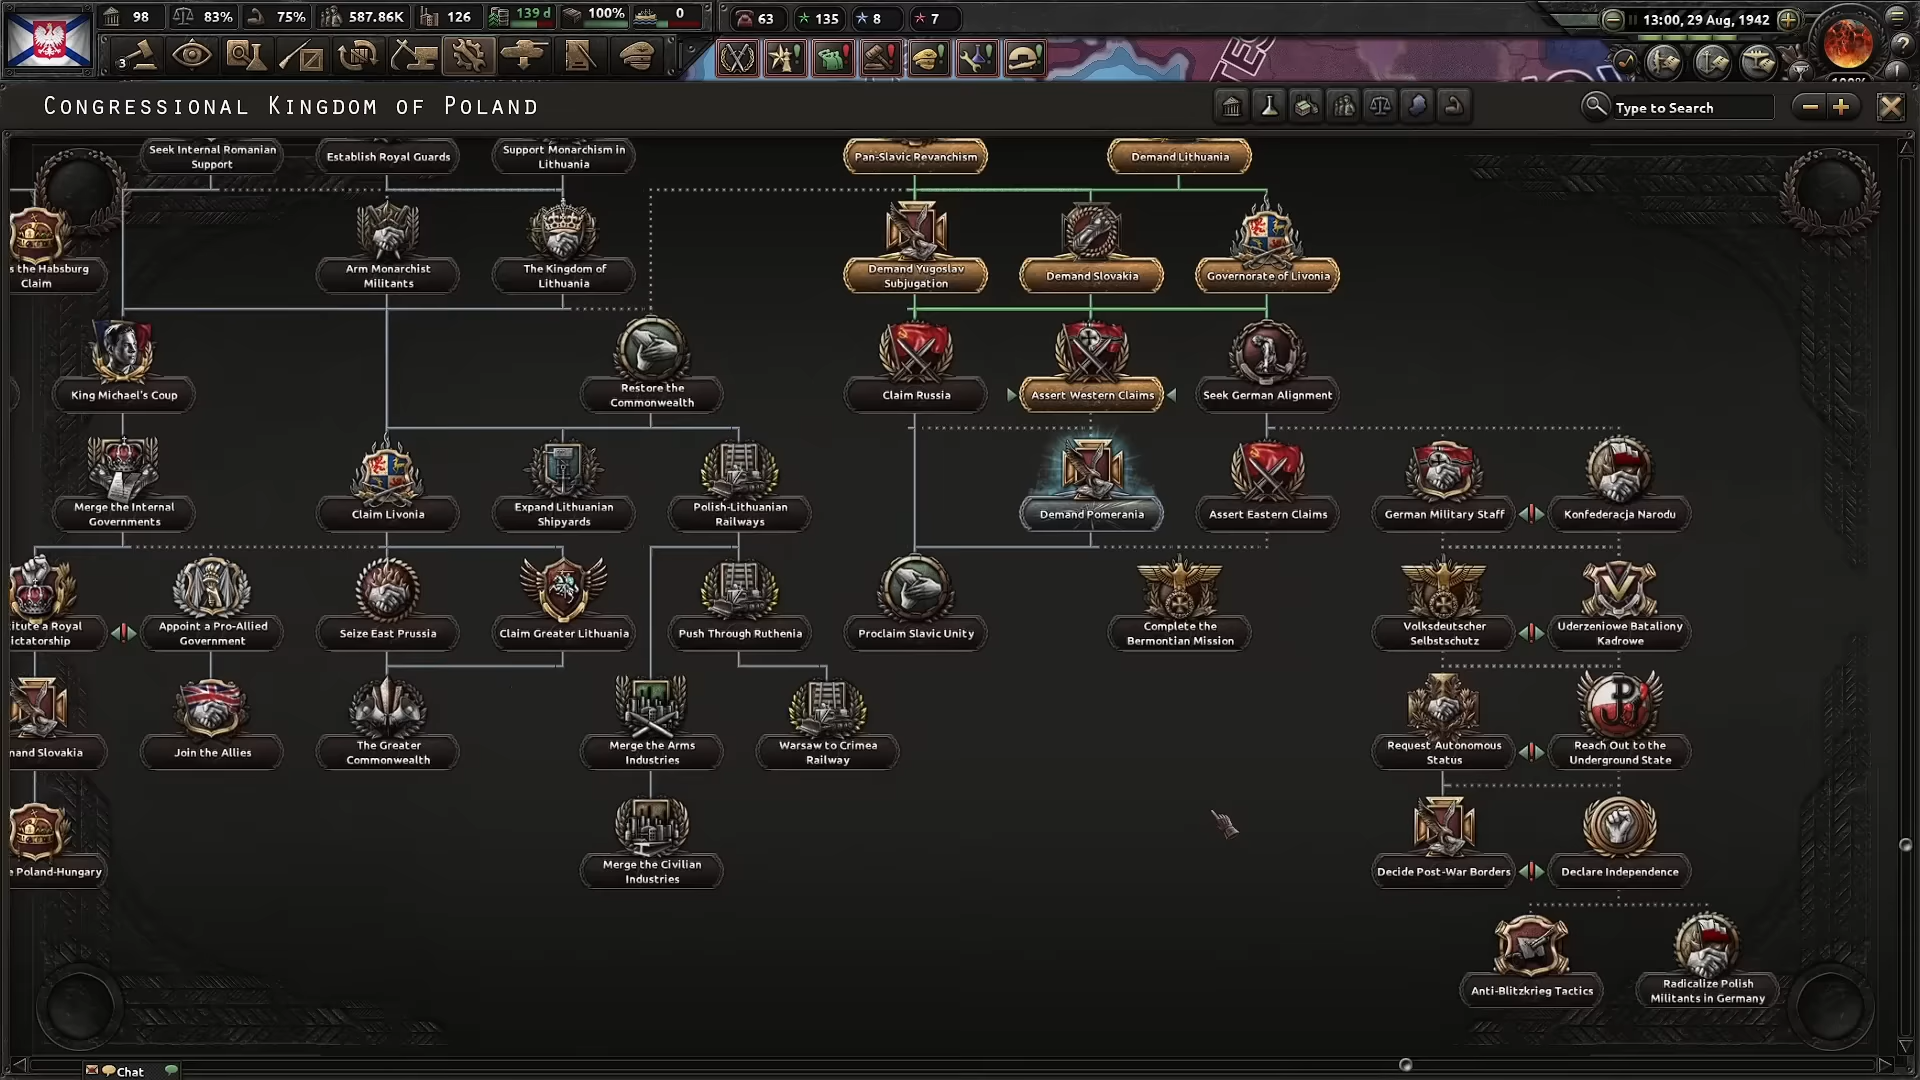 98
83%
75%
587.86K
126
139 d
100%
0
63
135
8
7
13:00, 29 Aug, 1942
3
Congressional Kingdom of Poland
Type to Search
Seek Internal Romanian
Support
Establish Royal Guards
Support Monarchism in
Lithuania
Pan-Slavic Revanchism
Demand Lithuania
s the Habsburg
Claim
Arm Monarchist
Militants
The Kingdom of
Lithuania
Demand Yugoslav
Subjugation
Demand Slovakia
Governorate of Livonia
King Michael's Coup
Restore the
Commonwealth
Claim Russia
Assert Western Claims
Seek German Alignment
Merge the Internal
Governments
Claim Livonia
Expand Lithuanian
Shipyards
Polish-Lithuanian
Railways
Demand Pomerania
Assert Eastern Claims
German Military Staff
Konfederacja Narodu
titute a Royal
ictatorship
Appoint a Pro-Allied
Government
Seize East Prussia
Claim Greater Lithuania
Push Through Ruthenia
Proclaim Slavic Unity
Complete the
Bermontian Mission
Volksdeutscher
Selbstschutz
Uderzeniowe Bataliony
Kadrowe
mand Slovakia
Join the Allies
The Greater
Commonwealth
Merge the Arms
Industries
Warsaw to Crimea
Railway
Request Autonomous
Status
Reach Out to the
Underground State
e Poland-Hungary
Merge the Civilian
Industries
Decide Post-War Borders
Declare Independence
Anti-Blitzkrieg Tactics
Radicalize Polish
Militants in Germany
Chat